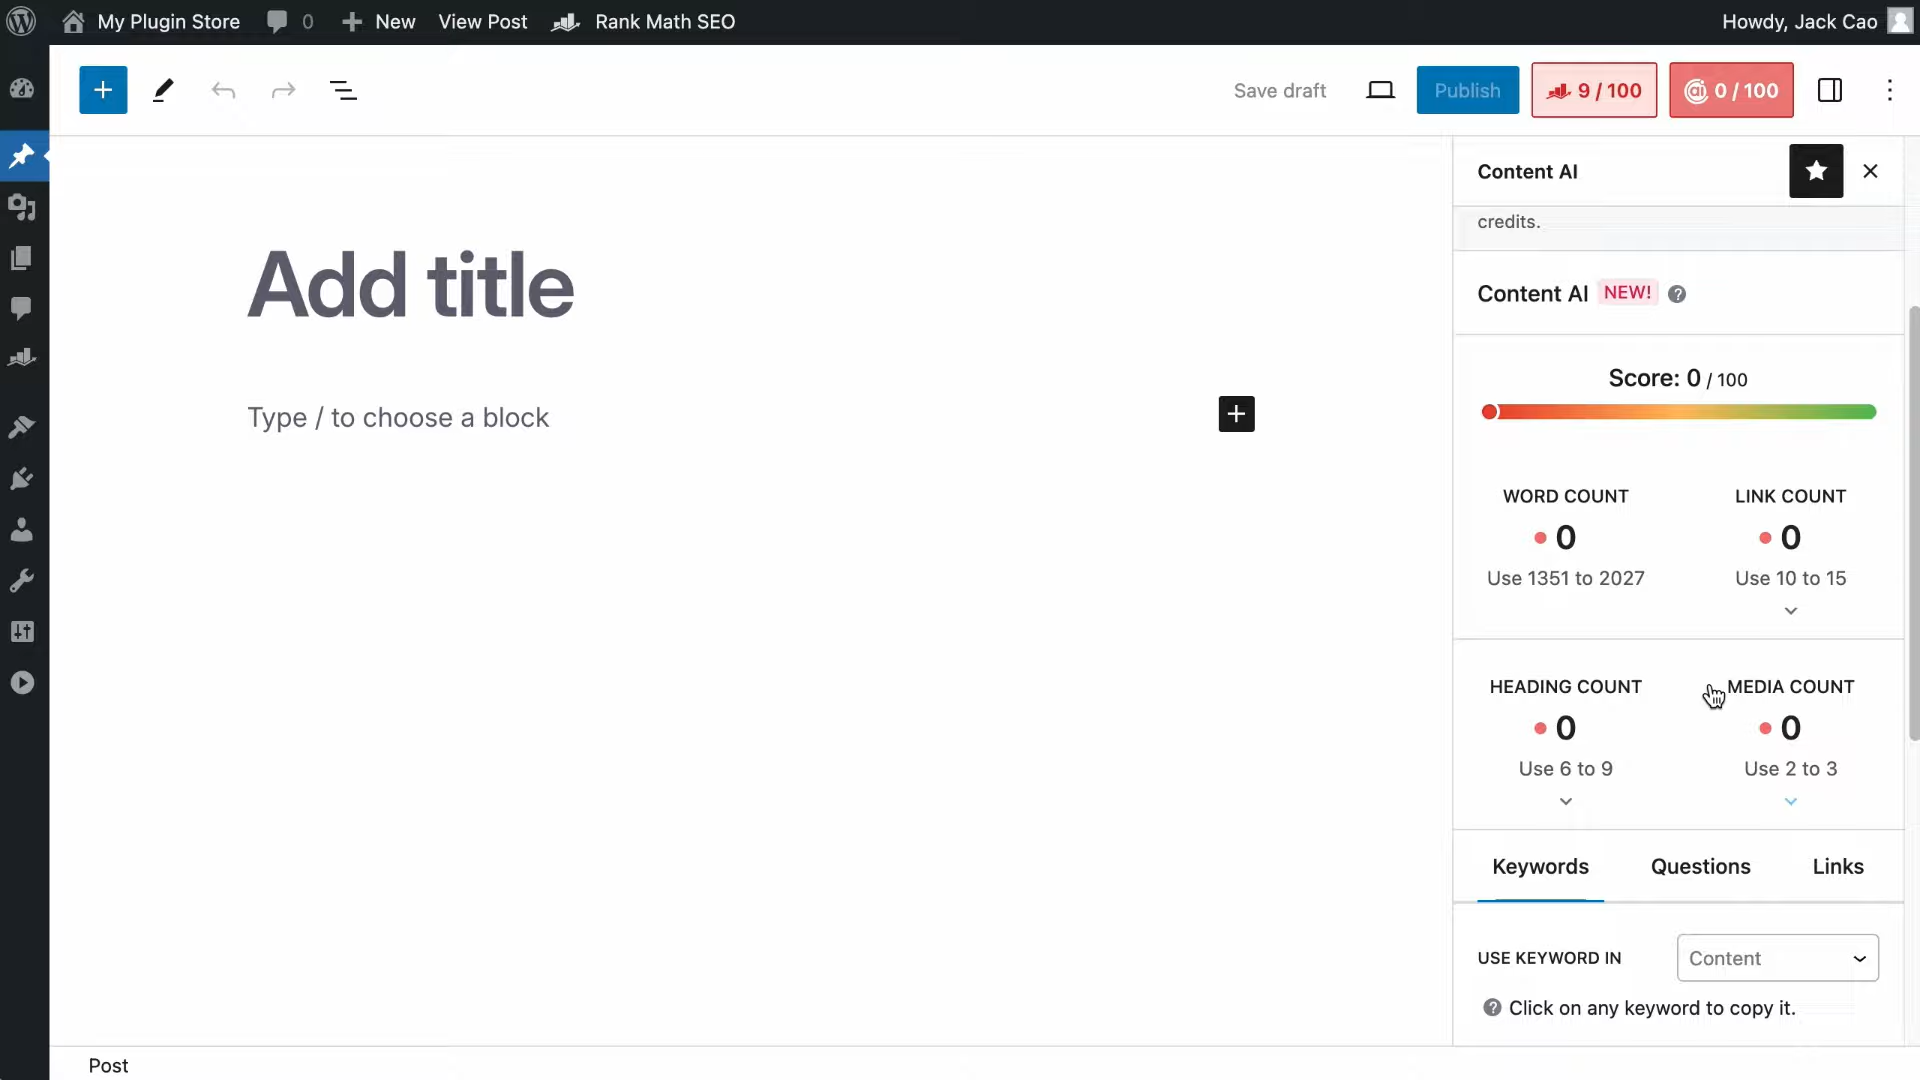 My Plugin Store 0 New View Post Rank Math SEO Howdy, Jack Cao
Save draft Publish 9 / 100 0 / 100
Content AI
credits.
Content AI NEW! ?
Add title
Type / to choose a block
Score: 0 / 100
WORD COUNT LINK COUNT
0 0
Use 1351 to 2027 Use 10 to 15
HEADING COUNT MEDIA COUNT
0 0
Use 6 to 9 Use 2 to 3
Keywords Questions Links
USE KEYWORD IN Content
? Click on any keyword to copy it.
Post